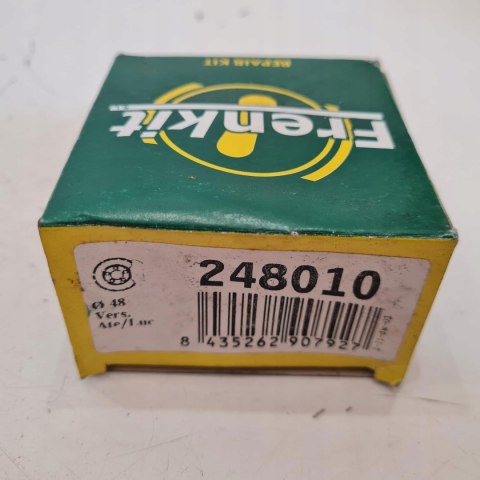 REPAIR KIT
Frenkit
248010
Ø 48
Vers.
Ate/Luc
8 435262 907927